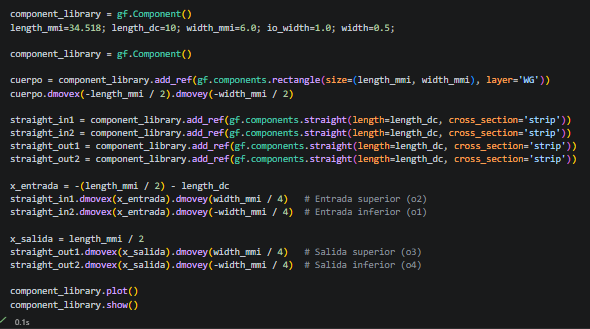 component_library = gf.Component()
length_mmi=34.518; length_dc=10; width_mmi=6.0; io_width=1.0; width=0.5;
component_library = gf.Component()
cuerpo = component_library.add_ref(gf.components.rectangle(size=(length_mmi, width_mmi), layer='WG'))
cuerpo.dmovex(-length_mmi / 2).dmovey(-width_mmi / 2)
straight_in1 = component_library.add_ref(gf.components.straight(length=length_dc, cross_section='strip'))
straight_in2 = component_library.add_ref(gf.components.straight(length=length_dc, cross_section='strip'))
straight_out1 = component_library.add_ref(gf.components.straight(length=length_dc, cross_section='strip'))
straight_out2 = component_library.add_ref(gf.components.straight(length=length_dc, cross_section='strip'))
x_entrada = -(length_mmi / 2) - length_dc
straight_in1.dmovex(x_entrada).dmovey(width_mmi / 4)  # Entrada superior (o2)
straight_in2.dmovex(x_entrada).dmovey(-width_mmi / 4)  # Entrada inferior (o1)
x_salida = length_mmi / 2
straight_out1.dmovex(x_salida).dmovey(width_mmi / 4)  # Salida superior (o3)
straight_out2.dmovex(x_salida).dmovey(-width_mmi / 4)  # Salida inferior (o4)
component_library.plot()
component_library.show()
0.1s